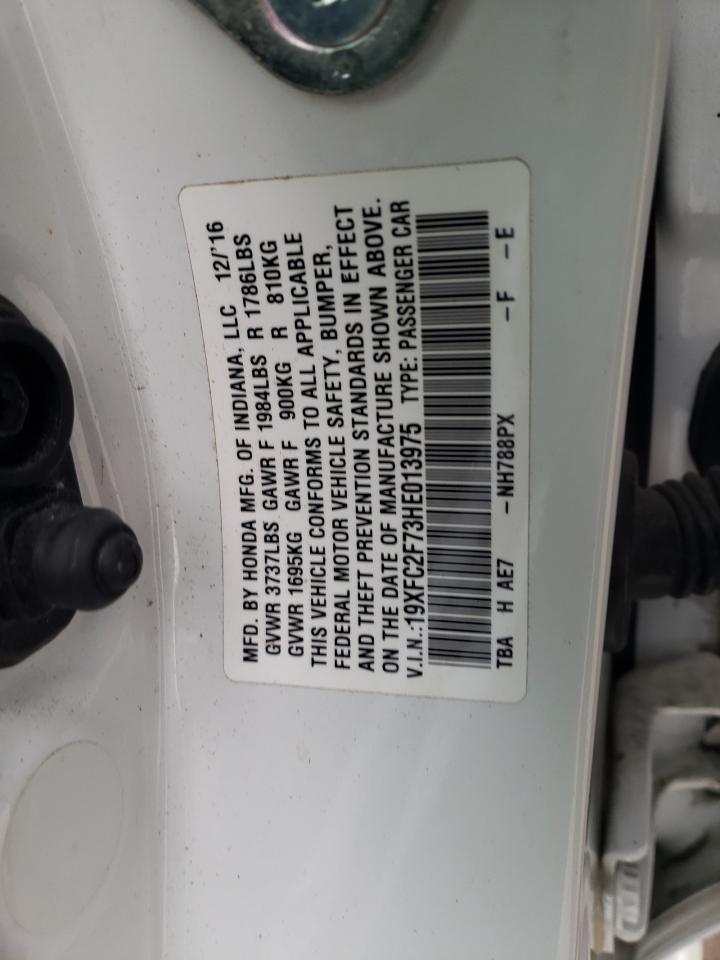 MFD. BY HONDA MFG. OF INDIANA, LLC 12/'16
GVWR 3737LBS GAWR F 1984LBS R 1786LBS
GVWR 1695KG GAWR F 900KG R 810KG
THIS VEHICLE CONFORMS TO ALL APPLICABLE
FEDERAL MOTOR VEHICLE SAFETY, BUMPER,
AND THEFT PREVENTION STANDARDS IN EFFECT
ON THE DATE OF MANUFACTURE SHOWN ABOVE.
V.I.N.:19XFC2F73HE013975 TYPE: PASSENGER CAR
TBA H AE7 -NH788PX -F -E